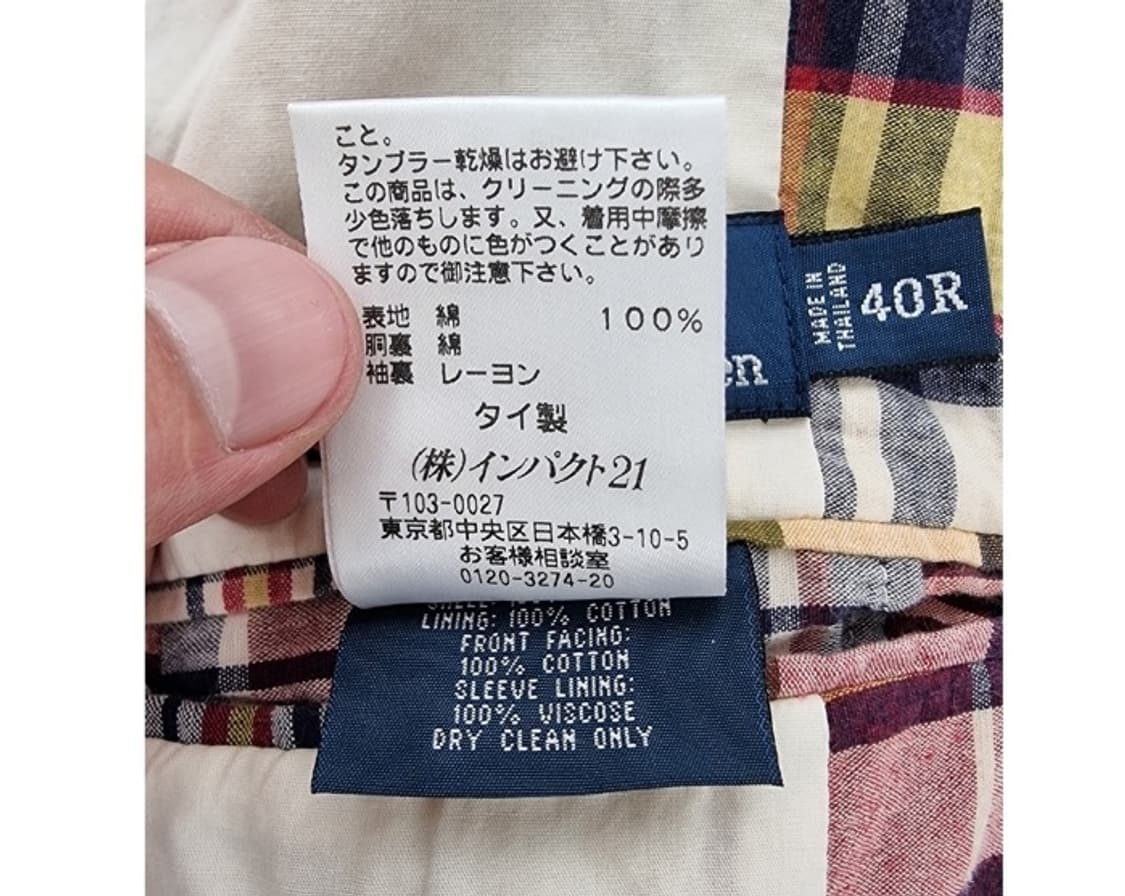 こと。
タンブラー乾燥はお避け下さい。
この商品は、クリーニングの際多
少色落ちします。又、着用中摩擦
で他のものに色がつくことがあり
ますので御注意下さい。
表地 綿 100%
胴裏 綿
袖裏 レーヨン
タイ製
(株)インパクト21
〒103-0027
東京都中央区日本橋3-10-5
お客様相談室
0120-3274-20
en
MADE IN
THAILAND
40R
LINING: 100% COTTON
FRONT FACING:
100% COTTON
SLEEVE LINING:
100% VISCOSE
DRY CLEAN ONLY